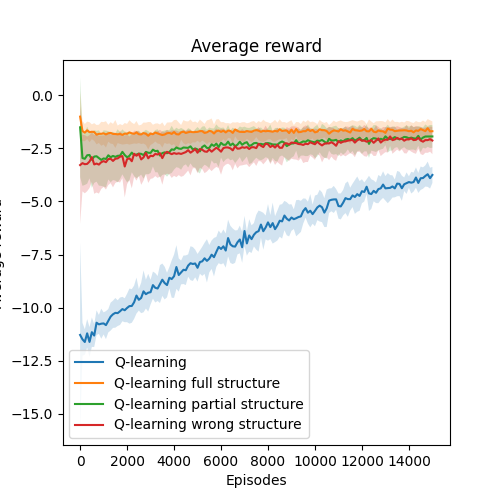 Average reward
0.0
−2.5
−5.0
−7.5
−10.0
−12.5
−15.0
Q-learning
Q-learning full structure
Q-learning partial structure
Q-learning wrong structure
0 2000 4000 6000 8000 10000 12000 14000
Episodes